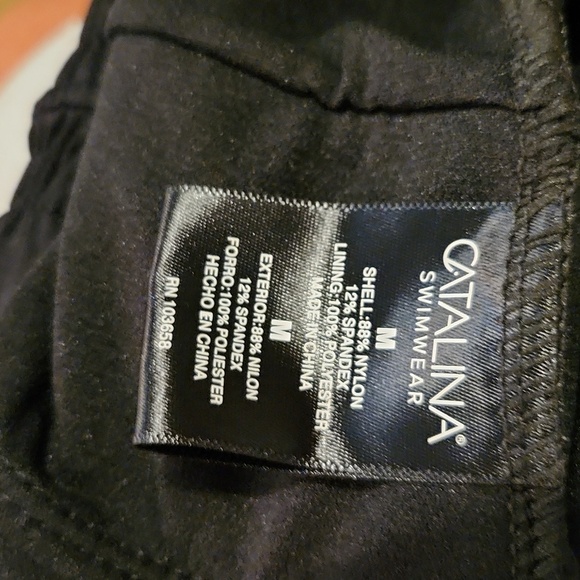 CATALINA®
SWIMWEAR
M
SHELL:88% NYLON
12% SPANDEX
LINING:100% POLYESTER
MADE IN CHINA
M
EXTERIOR:88% NILON
12% SPANDEX
FORRO:100% POLIESTER
HECHO EN CHINA
RN 109658